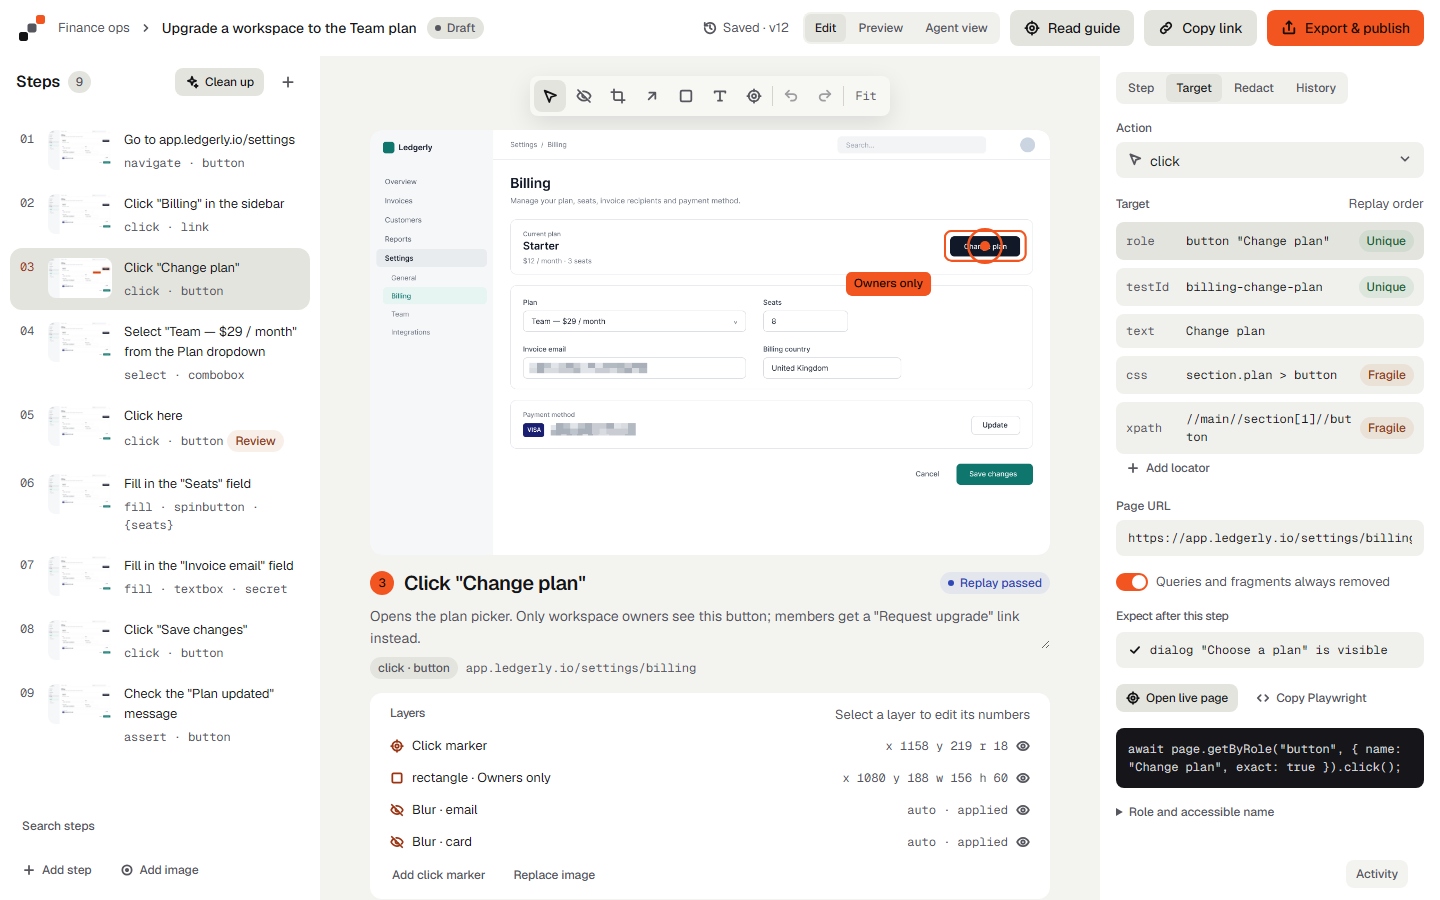 Finance ops
Upgrade a workspace to the Team plan
Draft
Saved · v12
Edit
Preview
Agent view
Read guide
Copy link
Export & publish
Steps
9
Clean up
01
Go to app.ledgerly.io/settings
navigate · button
02
Click "Billing" in the sidebar
click · link
03
Click "Change plan"
click · button
04
Select "Team — $29 / month"
from the Plan dropdown
select · combobox
05
Click here
click · button
Review
06
Fill in the "Seats" field
fill · spinbutton ·
{seats}
07
Fill in the "Invoice email" field
fill · textbox · secret
08
Click "Save changes"
click · button
09
Check the "Plan updated"
message
assert · button
Search steps
Add step
Add image
Fit
Ledgerly
Overview
Invoices
Customers
Reports
Settings
General
Billing
Team
Integrations
Settings / Billing
Search...
Billing
Manage your plan, seats, invoice recipients and payment method.
Current plan
Starter
$12 / month · 3 seats
Owners only
Plan
Team — $29 / month
Seats
8
Invoice email
Billing country
United Kingdom
Payment method
VISA
Update
Cancel
Save changes
3
Click "Change plan"
Replay passed
Opens the plan picker. Only workspace owners see this button; members get a "Request upgrade" link
instead.
click · button
app.ledgerly.io/settings/billing
Layers
Select a layer to edit its numbers
Click marker
x 1158 y 219 r 18
rectangle · Owners only
x 1080 y 188 w 156 h 60
Blur · email
auto · applied
Blur · card
auto · applied
Add click marker
Replace image
Step
Target
Redact
History
Action
click
Target
Replay order
role
button "Change plan"
Unique
testId
billing-change-plan
Unique
text
Change plan
css
section.plan > button
Fragile
xpath
//main//section[1]//but
ton
Fragile
Add locator
Page URL
https://app.ledgerly.io/settings/billing
Queries and fragments always removed
Expect after this step
dialog "Choose a plan" is visible
Open live page
Copy Playwright
await page.getByRole("button", { name:
"Change plan", exact: true }).click();
Role and accessible name
Activity